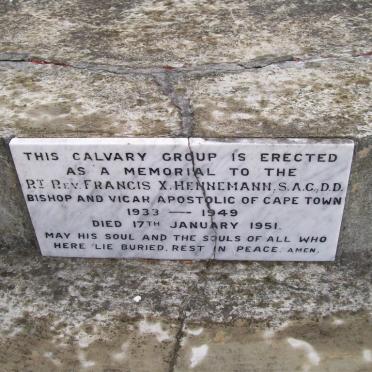 THIS CALVARY GROUP IS ERECTED
AS A MEMORIAL TO THE
RT REV. FRANCIS X. HENNEMANN. S.A.C. D.D.
BISHOP AND VICAR APOSTOLIC OF CAPE TOWN
1933 — 1949
DIED 17TH JANUARY 1951.
MAY HIS SOUL AND THE SOULS OF ALL WHO
HERE LIE BURIED, REST IN PEACE. AMEN.